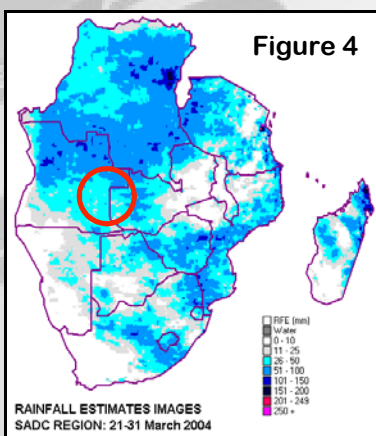 Figure 4
RFE (mm)
Water
0 - 10
11 - 25
26 - 50
51 - 100
101 - 150
151 - 200
201 - 249
250 +
RAINFALL ESTIMATES IMAGES
SADC REGION: 21-31 March 2004